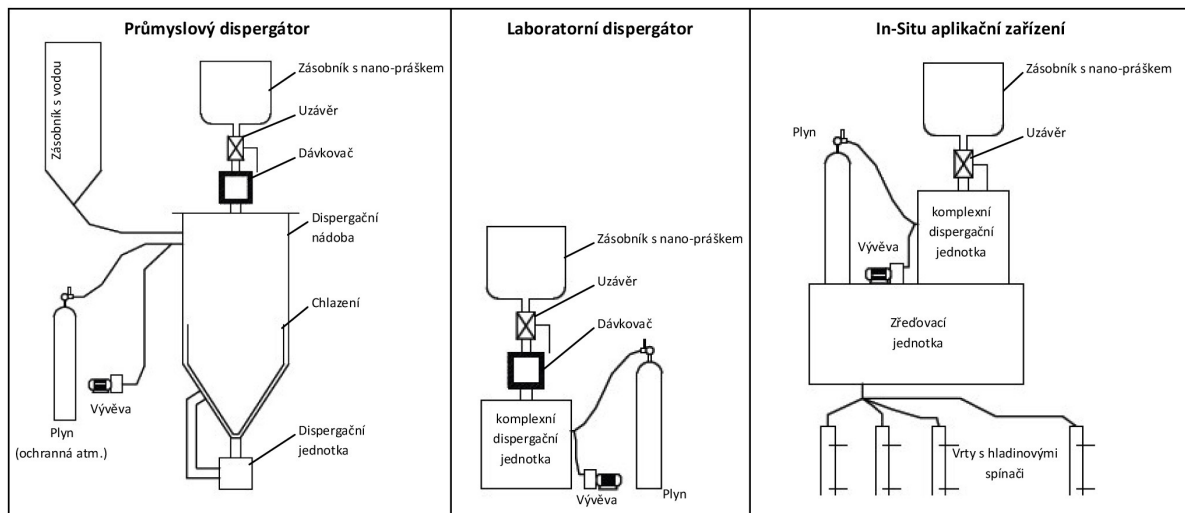 Průmyslový dispergátor
Zásobník s vodou
Zásobník s nano-práškem
Uzávěr
Dávkovač
Dispergační
nádoba
Chlazení
Vývěva
Plyn
(ochranná atm.)
Dispergační
jednotka
Laboratorní dispergátor
Zásobník s nano-práškem
Uzávěr
Dávkovač
komplexní
dispergační
jednotka
Vývěva
Plyn
In-Situ aplikační zařízení
Zásobník s nano-práškem
Plyn
Uzávěr
komplexní
dispergační
jednotka
Vývěva
Zřeďovací
jednotka
Vrty s hladinovými
spínači